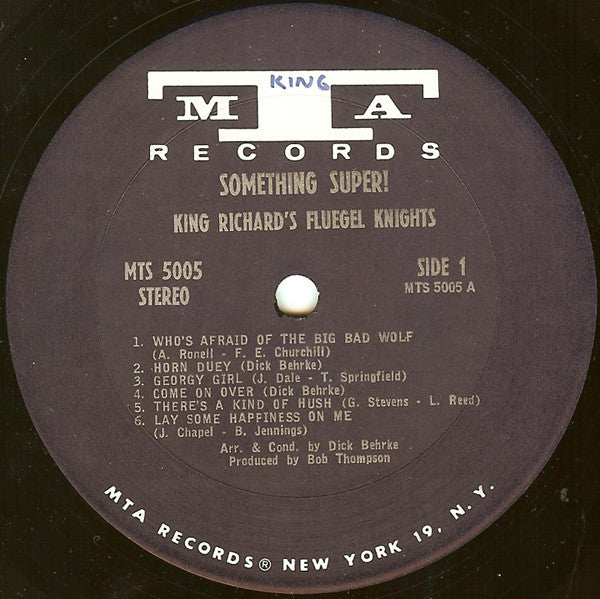 KING
MTA
RECORDS
SOMETHING SUPER!
KING RICHARD'S FLUEGEL KNIGHTS
MTS 5005
STEREO
SIDE 1
MTS 5005 A
1. WHO'S AFRAID OF THE BIG BAD WOLF
(A. Ronell - F. E. Churchill)
2. HORN DUEY (Dick Behrke)
3. GEORGY GIRL (J. Dale - T. Springfield)
4. COME ON OVER (Dick Behrke)
5. THERE'S A KIND OF HUSH (G. Stevens - L. Reed)
6. LAY SOME HAPPINESS ON ME
(J. Chapel - B. Jennings)
Arr. & Cond. by Dick Behrke
Produced by Bob Thompson
MTA RECORDS® NEW YORK 19, N. Y.